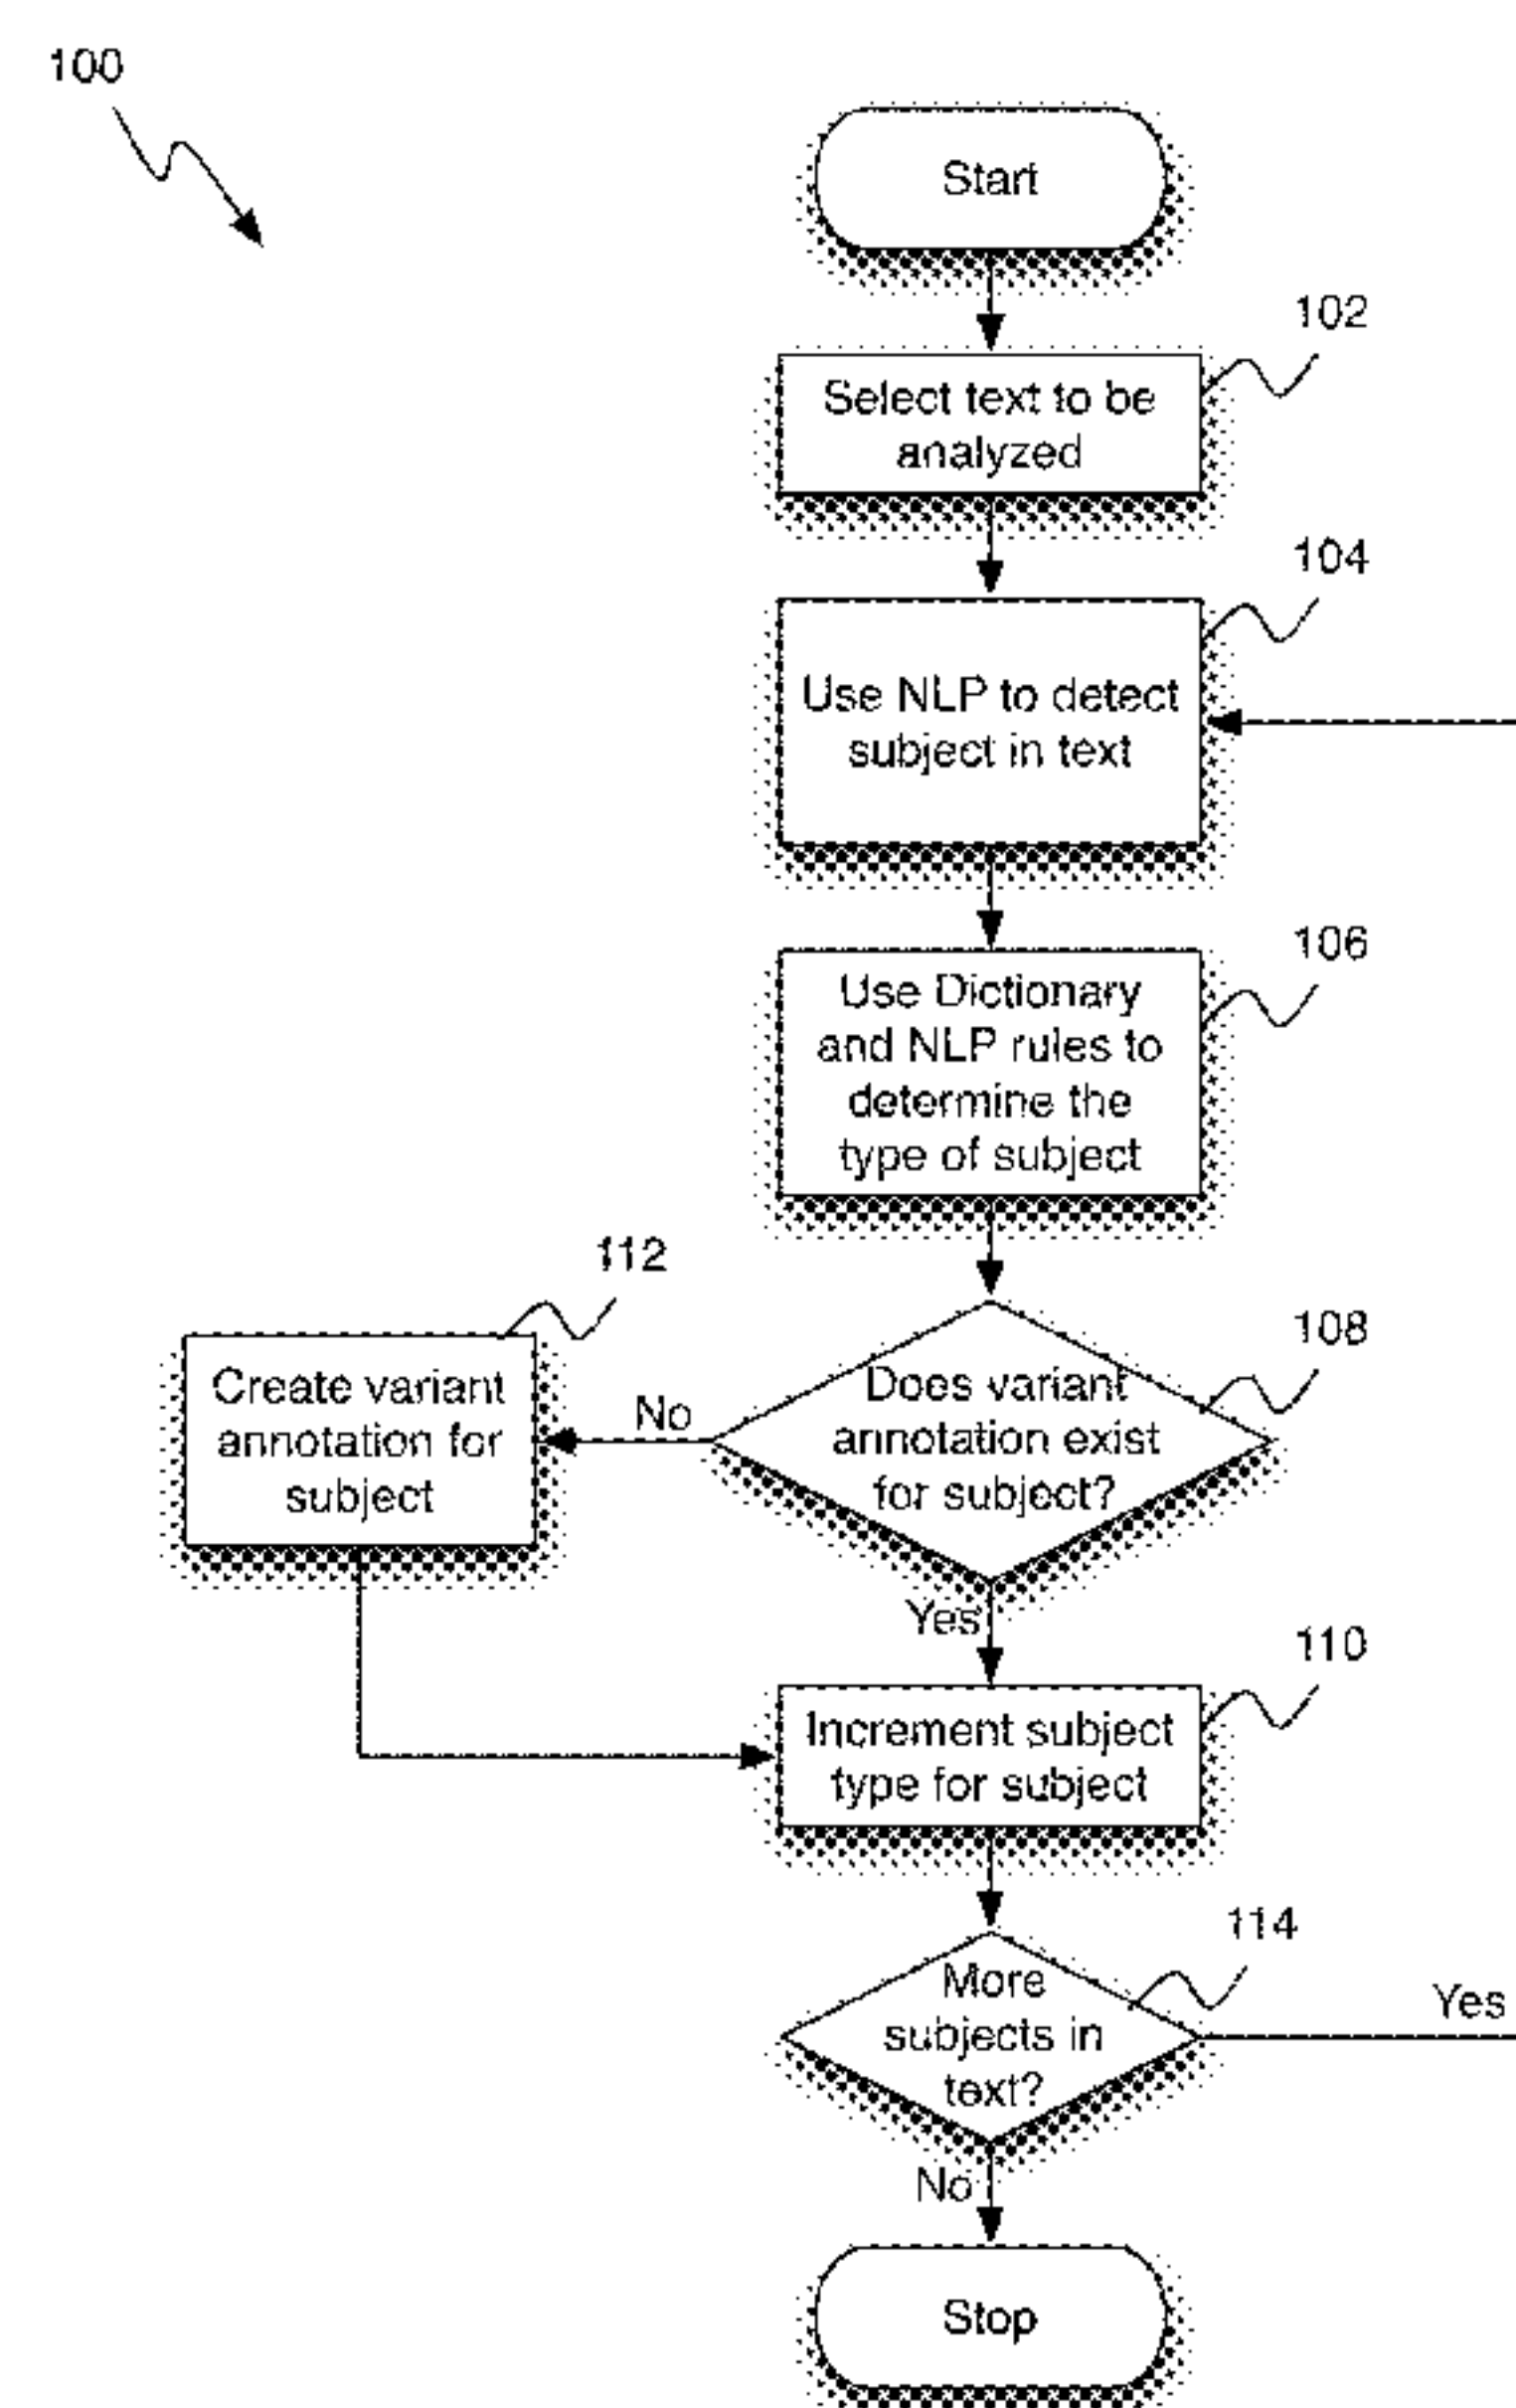 100
Start
102
Select text to be
analyzed
104
Use NLP to detect
subject in text
106
Use Dictionary
and NLP rules to
determine the
type of subject
112
Create variant
annotation for
subject
No
108
Does variant
annotation exist
for subject?
Yes
110
Increment subject
type for subject
114
More
subjects in
text?
Yes
No
Stop